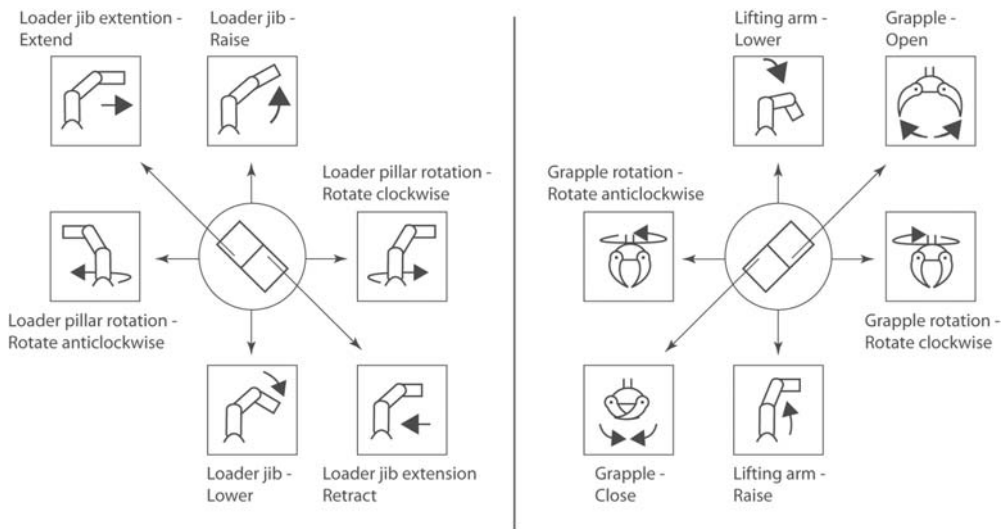 Loader jib extention -
Extend
Loader jib -
Raise
Loader pillar rotation -
Rotate clockwise
Loader pillar rotation -
Rotate anticlockwise
Loader jib -
Lower
Loader jib extension
Retract
Lifting arm -
Lower
Grapple -
Open
Grapple rotation -
Rotate anticlockwise
Grapple rotation -
Rotate clockwise
Grapple -
Close
Lifting arm -
Raise